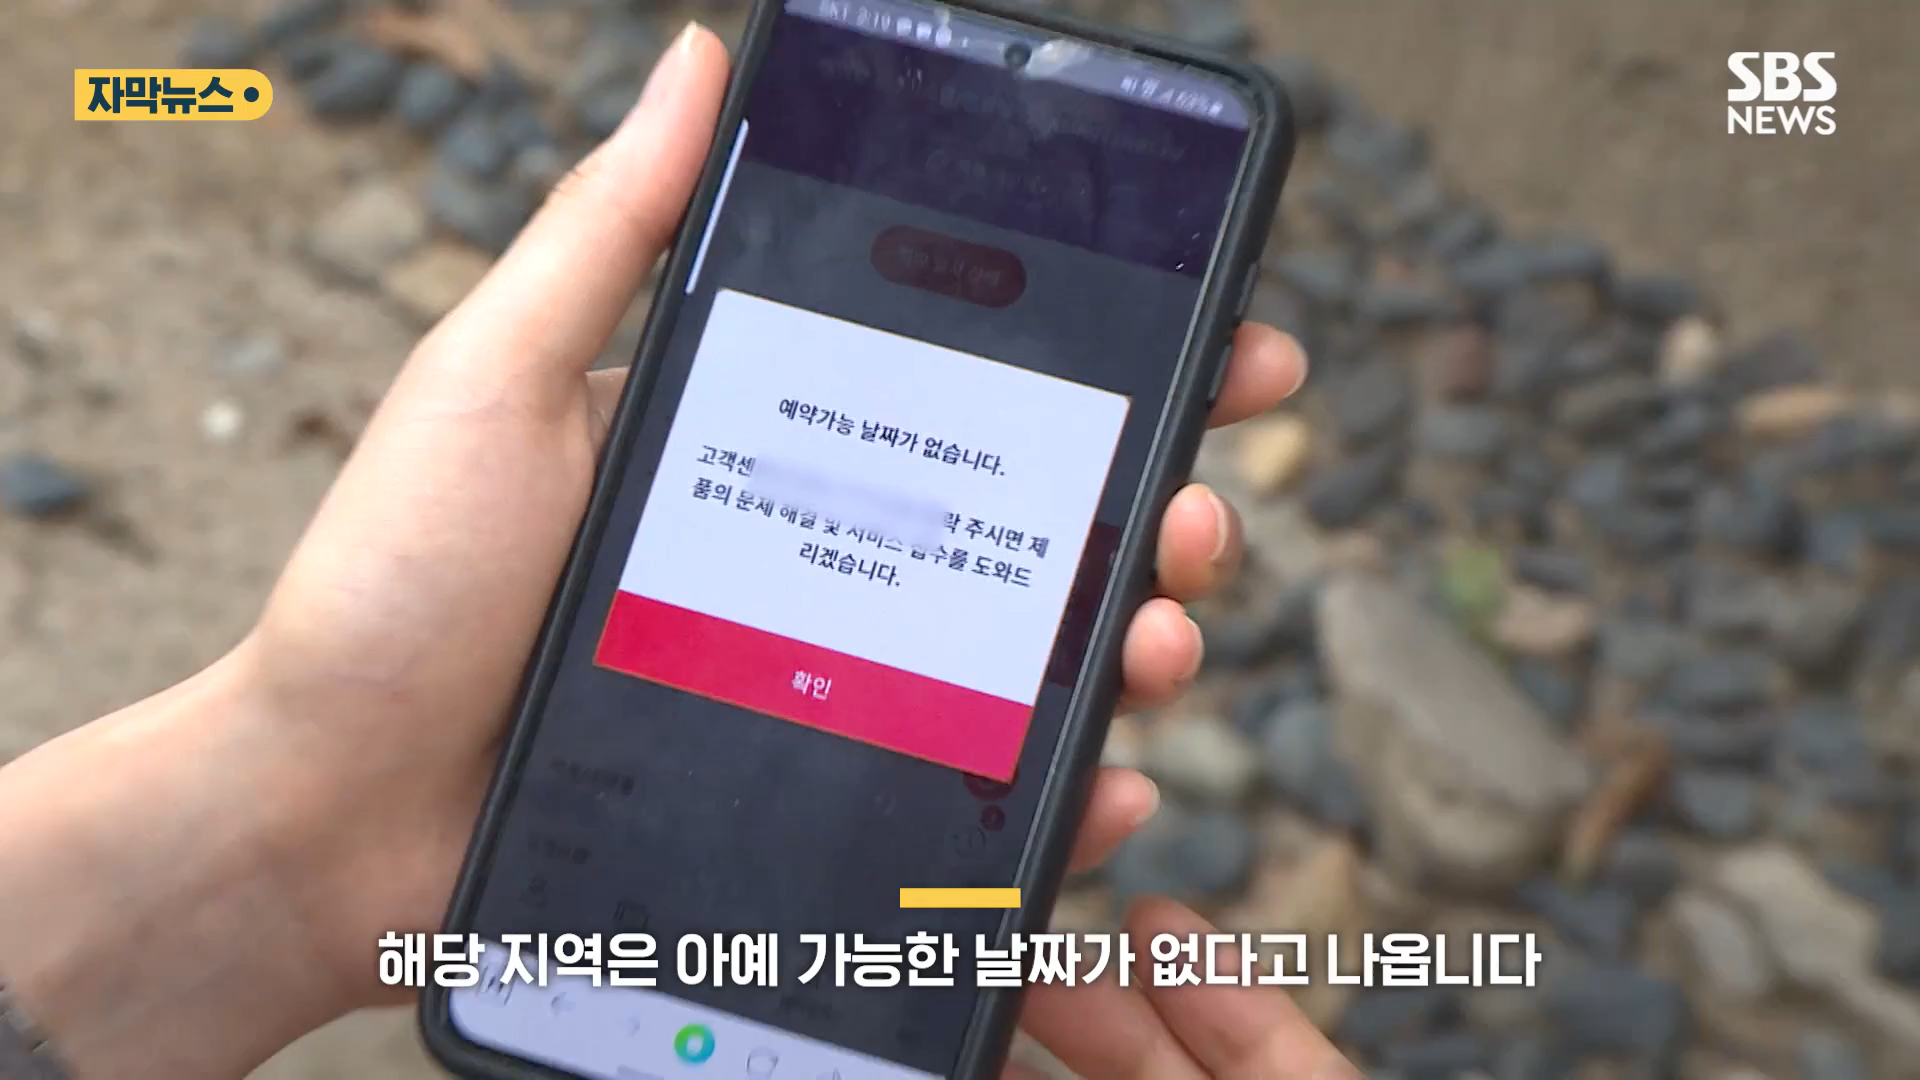 자막뉴스
SBS
NEWS
예약가능 날짜가 없습니다.
고객센 락 주시면 제
품의 문제 해결 및 서비스 접수를 도와드
리겠습니다.
확인
해당 지역은 아예 가능한 날짜가 없다고 나옵니다